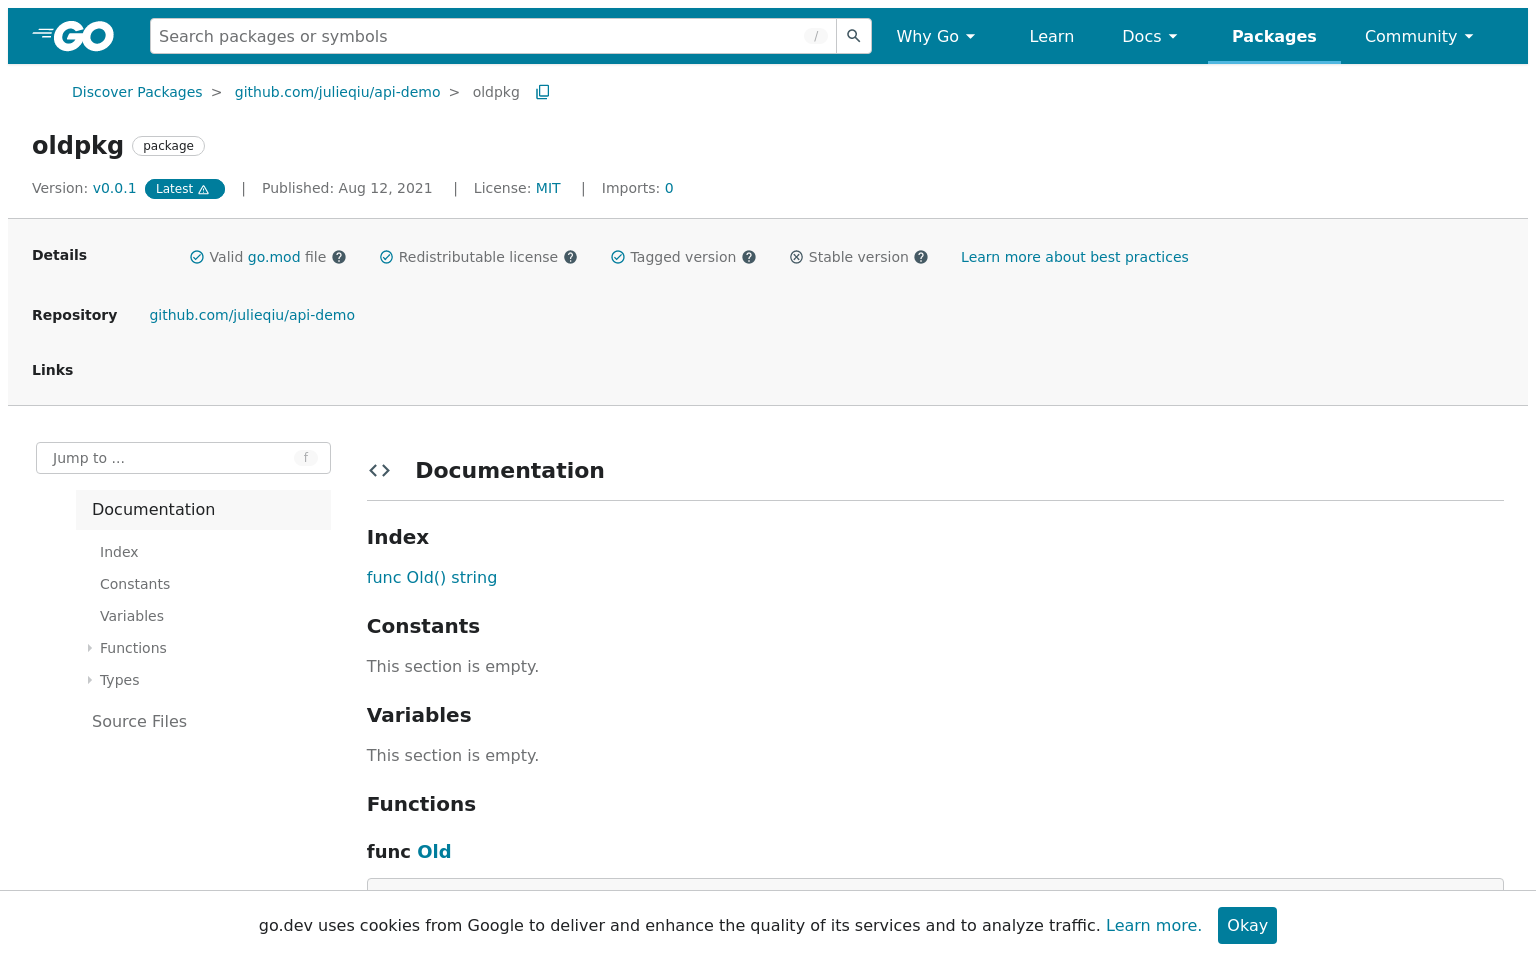 GO Search packages or symbols / Why Go Learn Docs Packages Community
Discover Packages > github.com/julieqiu/api-demo > oldpkg
oldpkg package
Version: v0.0.1 Latest | Published: Aug 12, 2021 | License: MIT | Imports: 0
Details Valid go.mod file ? Redistributable license ? Tagged version ? Stable version ? Learn more about best practices
Repository github.com/julieqiu/api-demo
Links
Jump to ... f
Documentation
Index
Constants
Variables
Functions
Types
Source Files
Documentation
Index
func Old() string
Constants
This section is empty.
Variables
This section is empty.
Functions
func Old
go.dev uses cookies from Google to deliver and enhance the quality of its services and to analyze traffic. Learn more. Okay